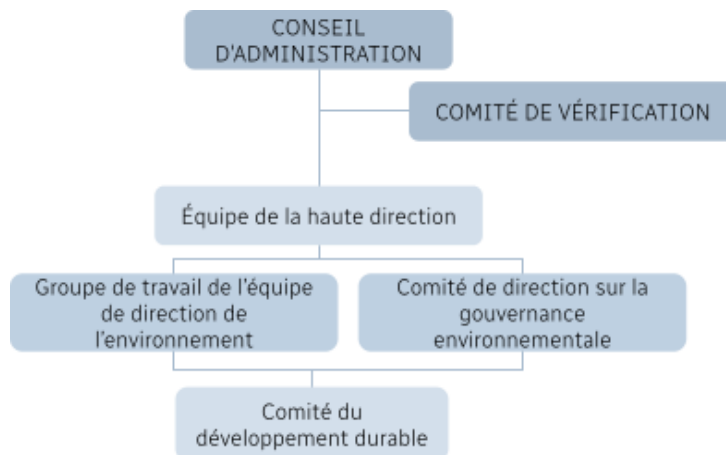 CONSEIL
D'ADMINISTRATION
COMITÉ DE VÉRIFICATION
Équipe de la haute direction
Groupe de travail de l'équipe
de direction de
l'environnement
Comité de direction sur la
gouvernance
environnementale
Comité du
développement durable